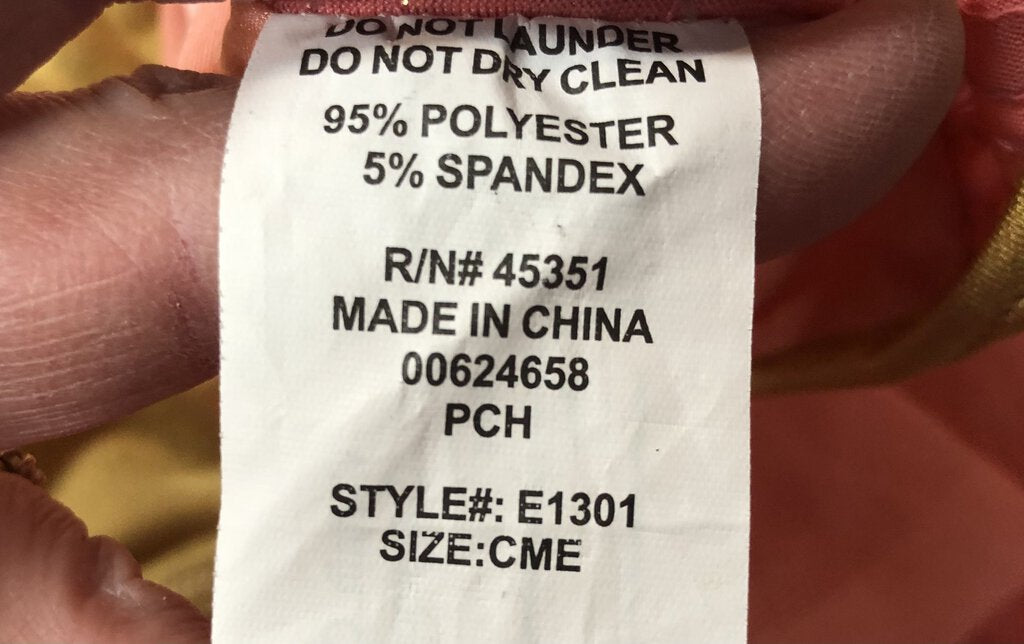 DO NOT LAUNDER
DO NOT DRY CLEAN
95% POLYESTER
5% SPANDEX
R/N# 45351
MADE IN CHINA
00624658
PCH
STYLE#: E1301
SIZE:CME